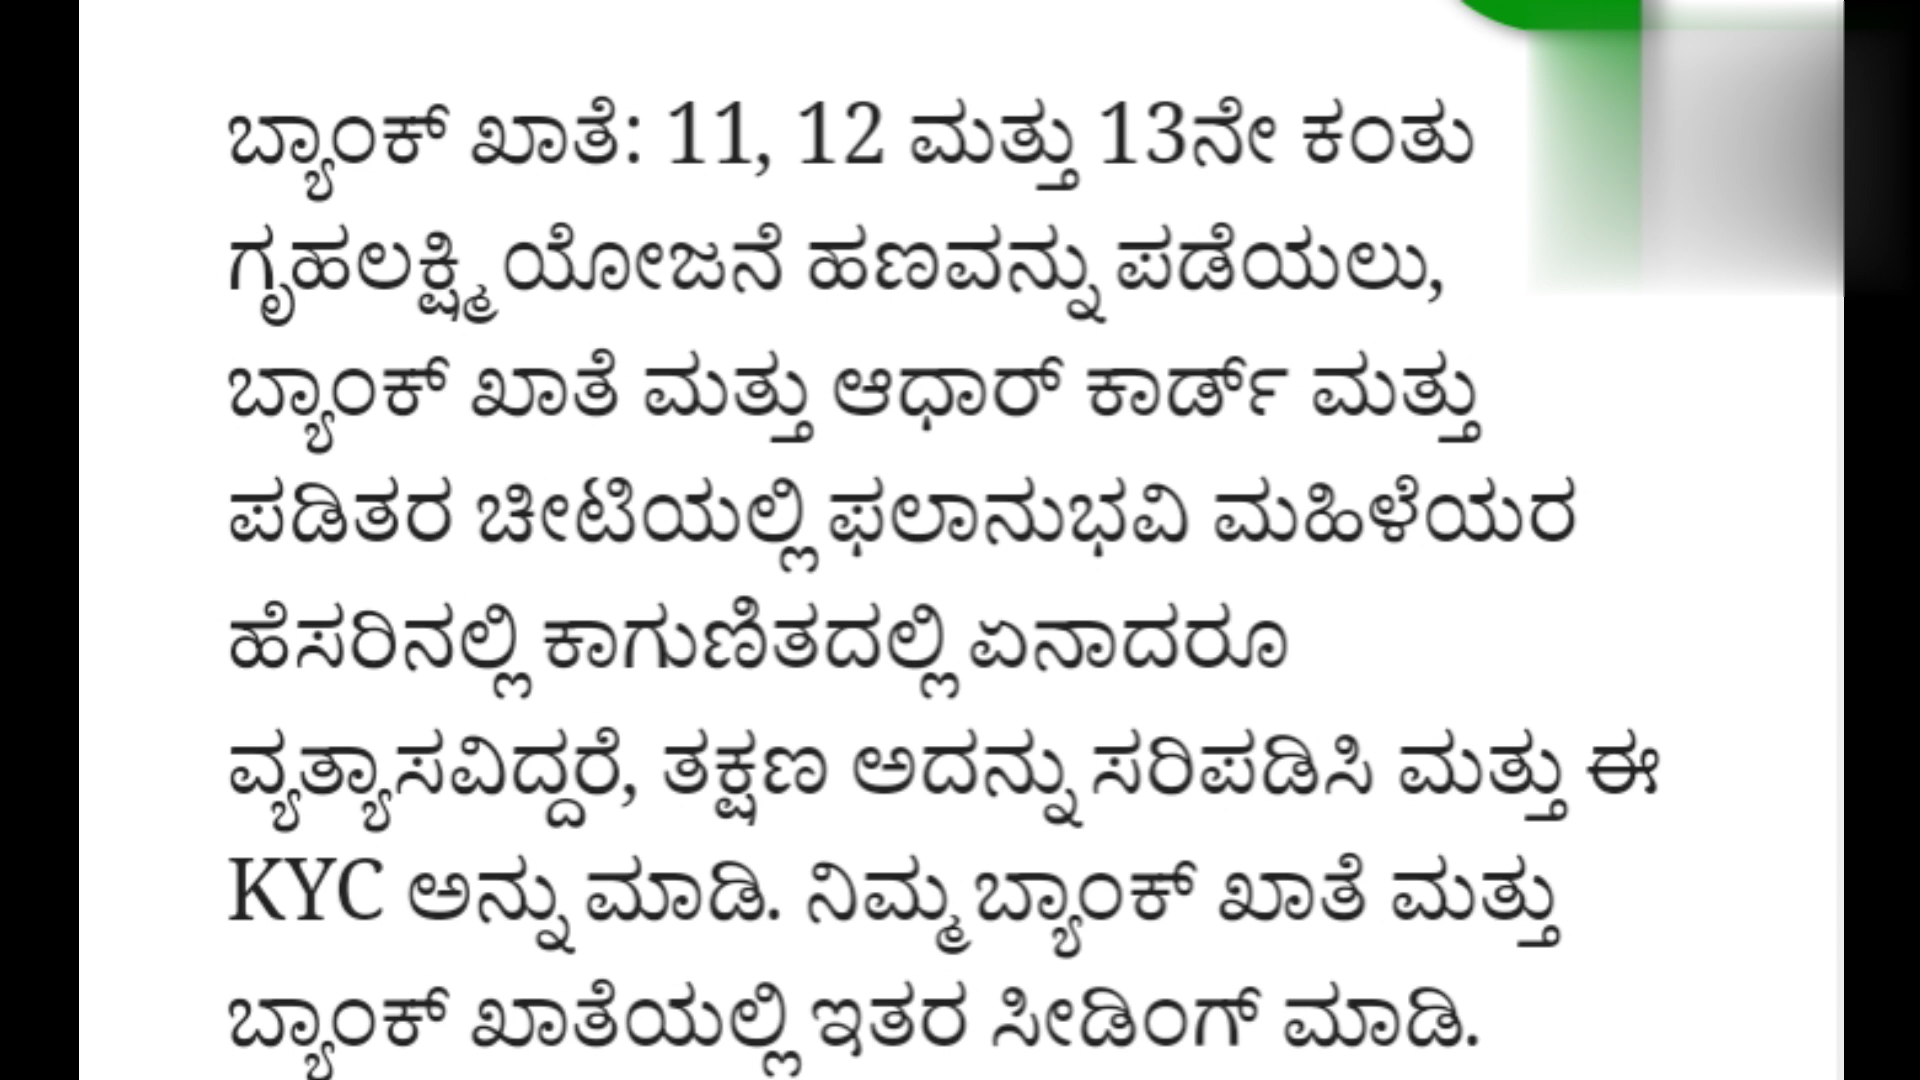 ಬ್ಯಾಂಕ್ ಖಾತೆ: 11, 12 ಮತ್ತು 13ನೇ ಕಂತು
ಗೃಹಲಕ್ಷ್ಮಿ ಯೋಜನೆ ಹಣವನ್ನು ಪಡೆಯಲು,
ಬ್ಯಾಂಕ್ ಖಾತೆ ಮತ್ತು ಆಧಾರ್ ಕಾರ್ಡ್ ಮತ್ತು
ಪಡಿತರ ಚೀಟಿಯಲ್ಲಿ ಫಲಾನುಭವಿ ಮಹಿಳೆಯರ
ಹೆಸರಿನಲ್ಲಿ ಕಾಗುಣಿತದಲ್ಲಿ ಏನಾದರೂ
ವ್ಯತ್ಯಾಸವಿದ್ದರೆ, ತಕ್ಷಣ ಅದನ್ನು ಸರಿಪಡಿಸಿ ಮತ್ತು ಈ
KYC ಅನ್ನು ಮಾಡಿ. ನಿಮ್ಮ ಬ್ಯಾಂಕ್ ಖಾತೆ ಮತ್ತು
ಬ್ಯಾಂಕ್ ಖಾತೆಯಲ್ಲಿ ಇತರ ಸೀಡಿಂಗ್ ಮಾಡಿ.